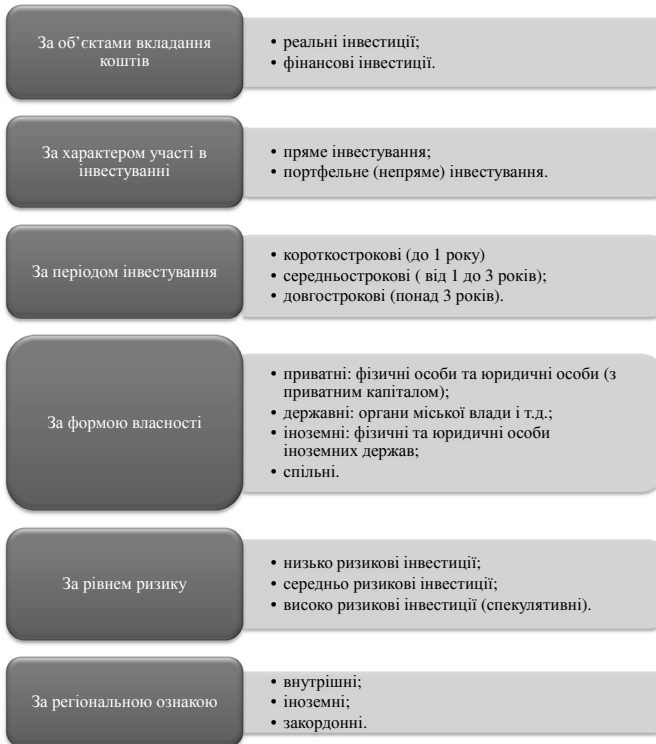 За об’єктами вкладання
коштів
• реальні інвестиції;
• фінансові інвестиції.
За характером участі в
інвестуванні
• пряме інвестування;
• портфельне (непряме) інвестування.
За періодом інвестування
• короткострокові (до 1 року)
• середньострокові ( від 1 до 3 років);
• довгострокові (понад 3 років).
За формою власності
• приватні: фізичні особи та юридичні особи (з
приватним капіталом);
• державні: органи міської влади і т.д.;
• іноземні: фізичні та юридичні особи
іноземних держав;
• спільні.
За рівнем ризику
• низько ризикові інвестиції;
• середньо ризикові інвестиції;
• високо ризикові інвестиції (спекулятивні).
За регіональною ознакою
• внутрішні;
• іноземні;
• закордонні.